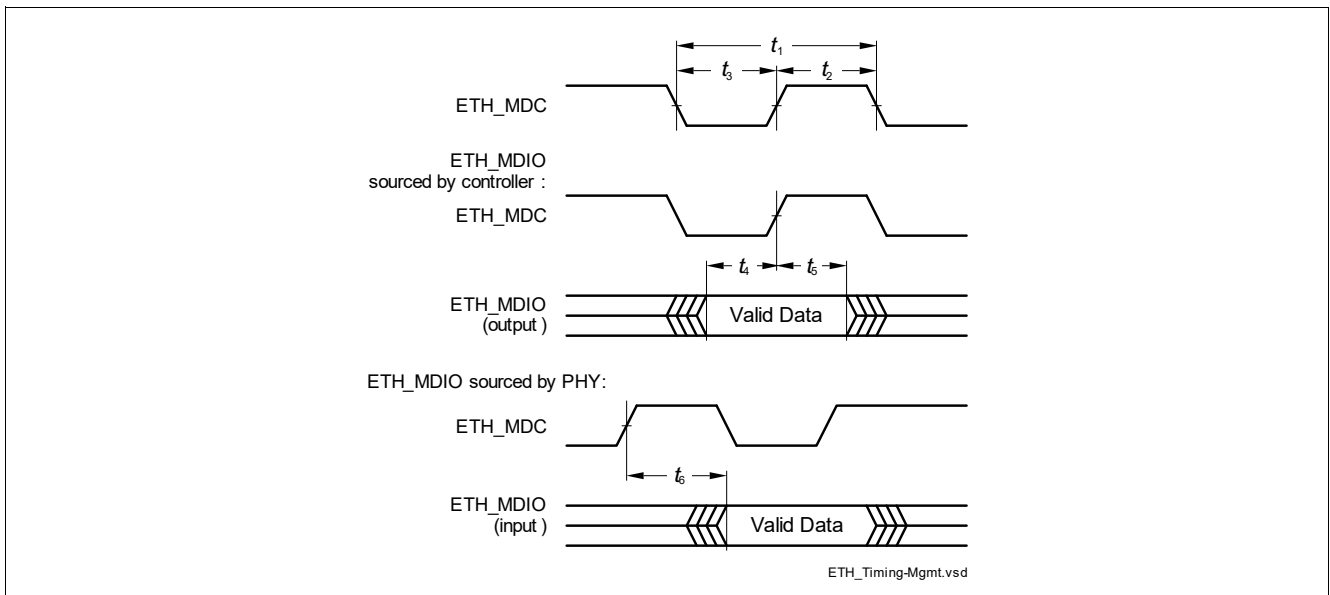 t1
t3
t2
ETH_MDC
ETH_MDIO
sourced by controller :
ETH_MDC
t4
t5
ETH_MDIO
(output )
Valid Data
ETH_MDIO sourced by PHY:
ETH_MDC
t6
ETH_MDIO
(input )
Valid Data
ETH_Timing-Mgmt.vsd